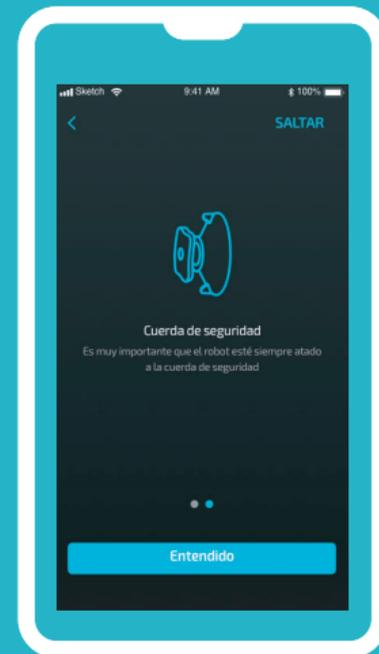 Sketch 9:41 AM 100%
SALTAR
Cuerda de seguridad
Es muy importante que el robot esté siempre atado
a la cuerda de seguridad
Entendido